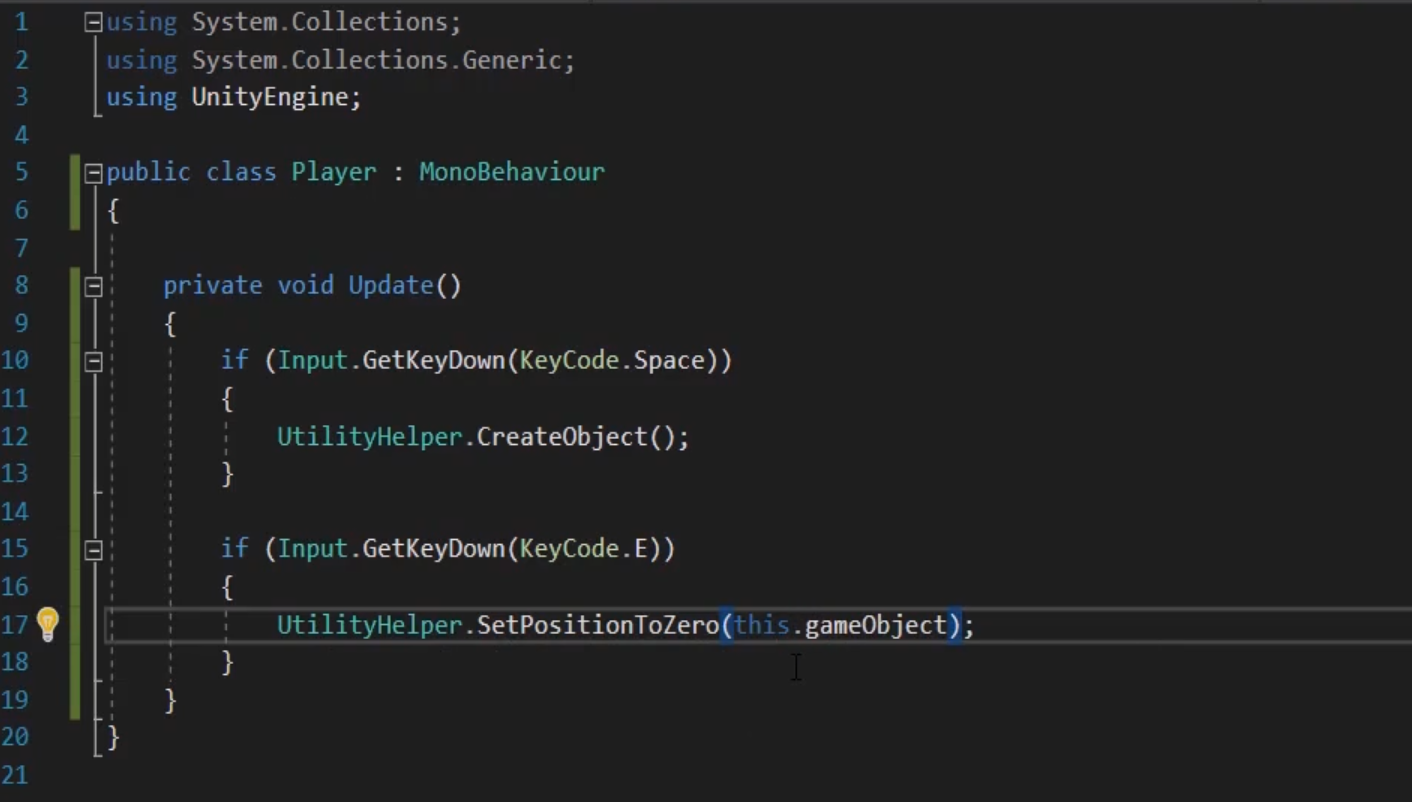 1 using System.Collections;
2 using System.Collections.Generic;
3 using UnityEngine;
4
5 public class Player : MonoBehaviour
6 {
7
8 private void Update()
9 {
10 if (Input.GetKeyDown(KeyCode.Space))
11 {
12 UtilityHelper.CreateObject();
13 }
14
15 if (Input.GetKeyDown(KeyCode.E))
16 {
17 UtilityHelper.SetPositionToZero(this.gameObject);
18 }
19 }
20 }
21